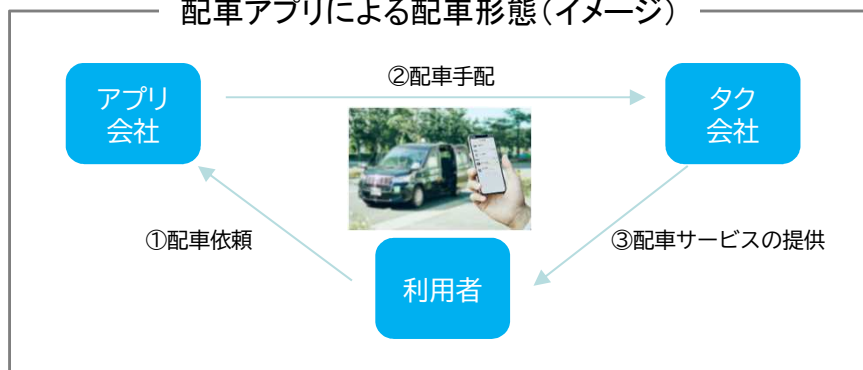 配車アプリによる配車形態（イメージ）
②配車手配
アプリ
会社
タク
会社
①配車依頼
③配車サービスの提供
利用者